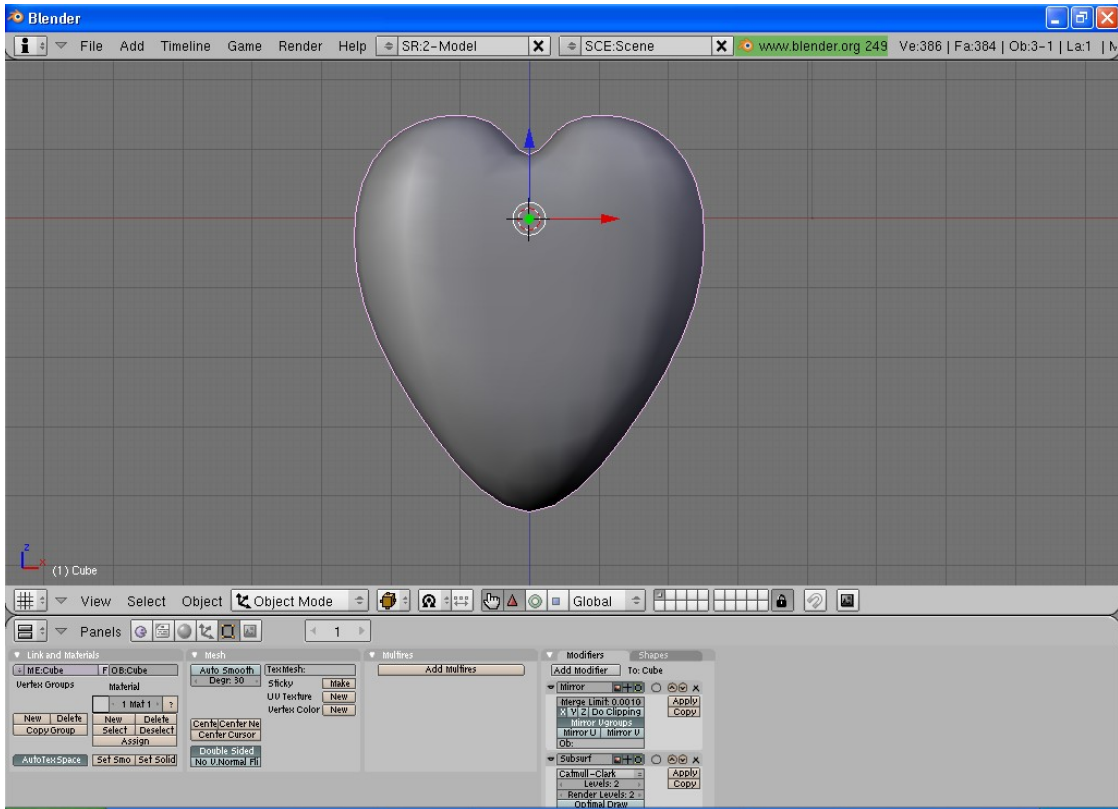 Blender
File Add Timeline Game Render Help SR:2-Model X SCE:Scene X www.blender.org 249 Ve:386 | Fa:384 | Ob:3-1 | La:1 | M
z
x
(1) Cube
View Select Object Object Mode Global
Panels 1
Link and Materials Mesh Multires Modifiers Shapes
ME:Cube F OB:Cube Auto Smooth TexMesh: Add Multires Add Modifier To: Cube
Vertex Groups Material Degr: 30 Sticky Make Mirror
1 Mat 1 ? UV Texture New Merge Limit: 0.0010 Apply
Vertex Color New X Y Z Do Clipping Copy
New Delete New Delete Cente Center Ne Mirror Vgroups
Copy Group Select Deselect Center Cursor Mirror U Mirror V
Assign Double Sided Ob:
AutoTexSpace Set Smo Set Solid No V.Normal Fli Subsurf
Catmull-Clark Apply
Levels: 2 Copy
Render Levels: 2
Optimal Draw